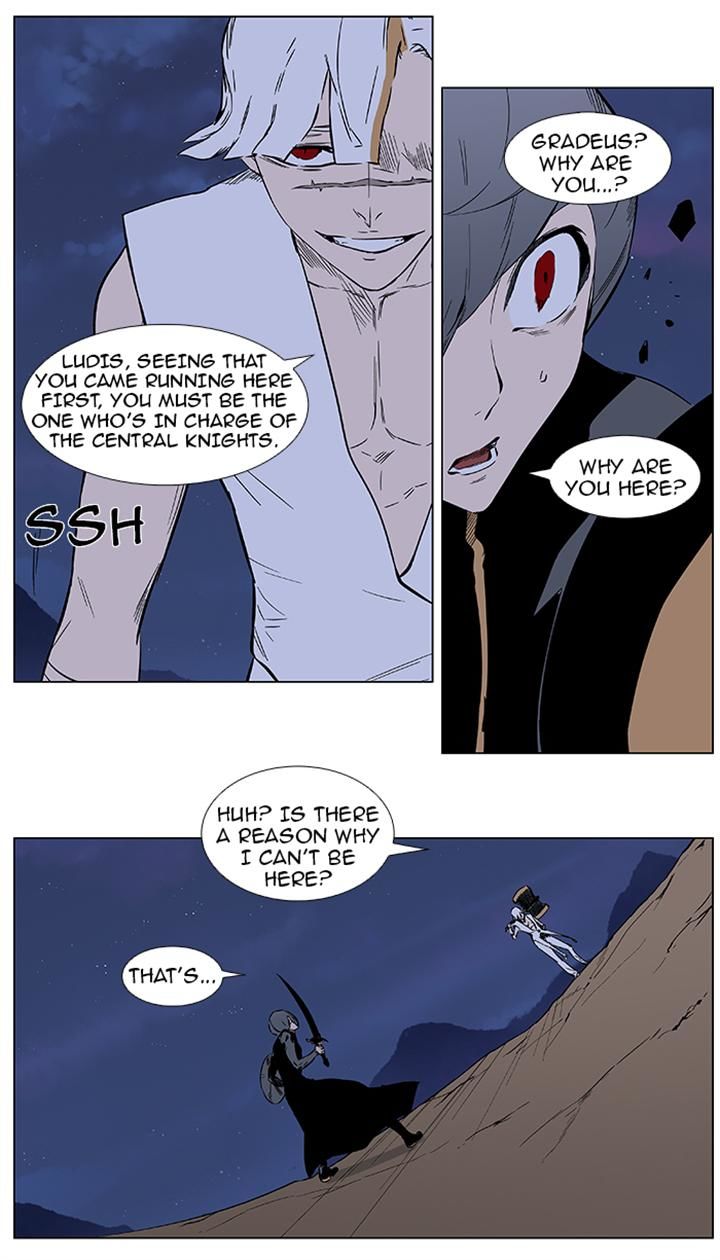 LUDIS, SEEING THAT
YOU CAME RUNNING HERE
FIRST, YOU MUST BE THE
ONE WHO'S IN CHARGE OF
THE CENTRAL KNIGHTS.
SSH
GRADEUS?
WHY ARE
YOU...?
WHY ARE
YOU HERE?
HUH? IS THERE
A REASON WHY
I CAN'T BE
HERE?
THAT'S...